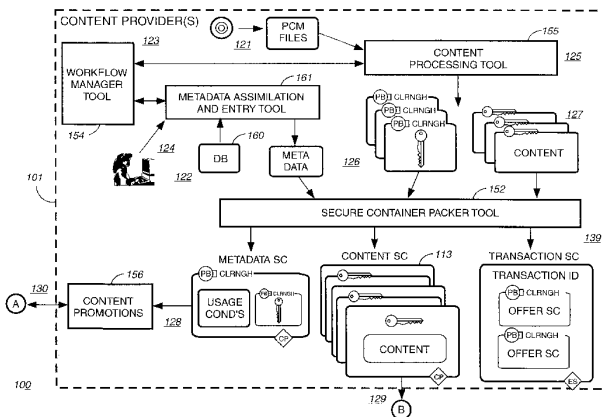 CONTENT PROVIDER(S)
123
121
PCM
FILES
155
CONTENT
PROCESSING TOOL
125
WORKFLOW
MANAGER
TOOL
154
161
METADATA ASSIMILATION
AND ENTRY TOOL
124
122
DB
160
META
DATA
PB CLRNGH
PB CLRNGH
PB CLRNGH
126
127
CONTENT
101
152
SECURE CONTAINER PACKER TOOL
139
METADATA SC
PB CLRNGH
USAGE
COND'S
PB CLRNGH
CP
128
CONTENT SC
113
CONTENT
CP
129
B
TRANSACTION SC
TRANSACTION ID
PB CLRNGH
OFFER SC
PB CLRNGH
OFFER SC
ES
156
CONTENT
PROMOTIONS
130
A
100